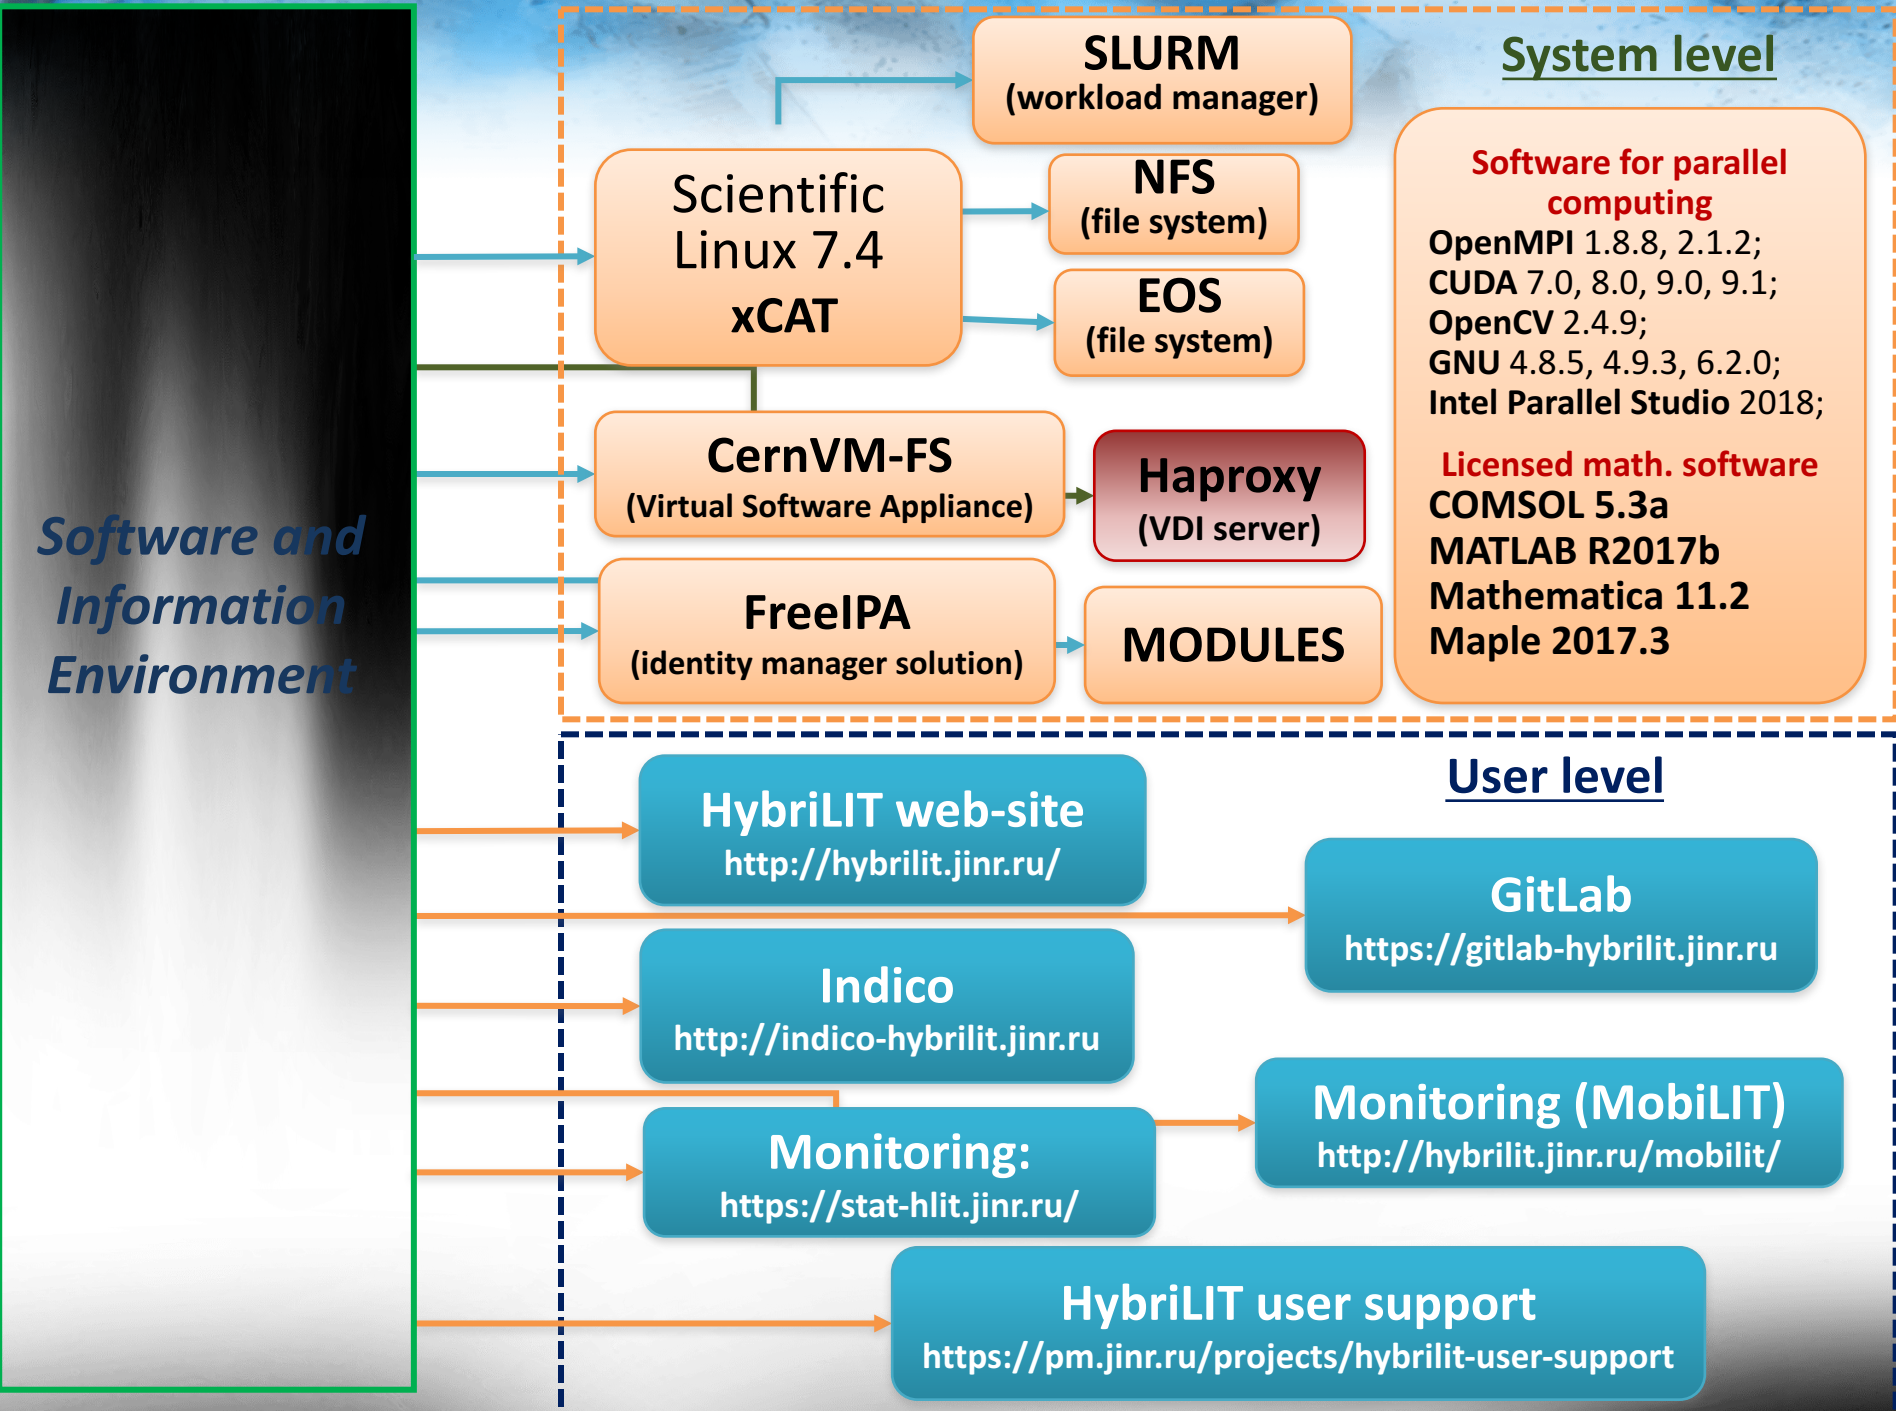 Software and
Information
Environment
System level
SLURM
(workload manager)
Scientific
Linux 7.4
xCAT
NFS
(file system)
EOS
(file system)
CernVM-FS
(Virtual Software Appliance)
Haproxy
(VDI server)
FreeIPA
(identity manager solution)
MODULES
Software for parallel
computing
OpenMPI 1.8.8, 2.1.2;
CUDA 7.0, 8.0, 9.0, 9.1;
OpenCV 2.4.9;
GNU 4.8.5, 4.9.3, 6.2.0;
Intel Parallel Studio 2018;
Licensed math. software
COMSOL 5.3a
MATLAB R2017b
Mathematica 11.2
Maple 2017.3
User level
HybriLIT web-site
http://hybrilit.jinr.ru/
GitLab
https://gitlab-hybrilit.jinr.ru
Indico
http://indico-hybrilit.jinr.ru
Monitoring (MobiLIT)
http://hybrilit.jinr.ru/mobilit/
Monitoring:
https://stat-hlit.jinr.ru/
HybriLIT user support
https://pm.jinr.ru/projects/hybrilit-user-support